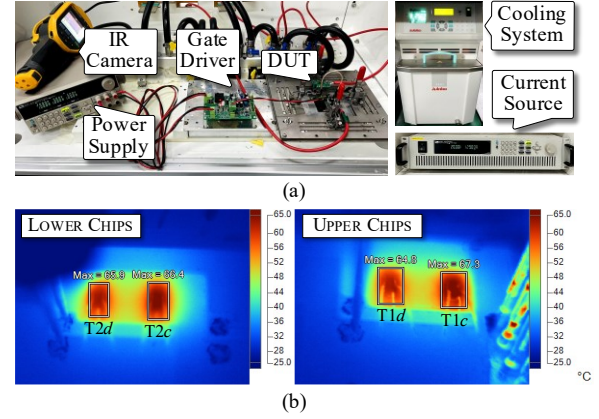 IR
Camera
Gate
Driver
DUT
Power
Supply
Cooling
System
Current
Source
(a)
LOWER CHIPS
Max = 65.9 Max = 66.4
T2d
T2c
65.0
60
56
52
48
44
40
36
32
28
25.0
UPPER CHIPS
Max = 64.8
Max = 67.3
T1d
T1c
65.0
60
56
52
48
44
40
36
32
28
25.0
°C
(b)